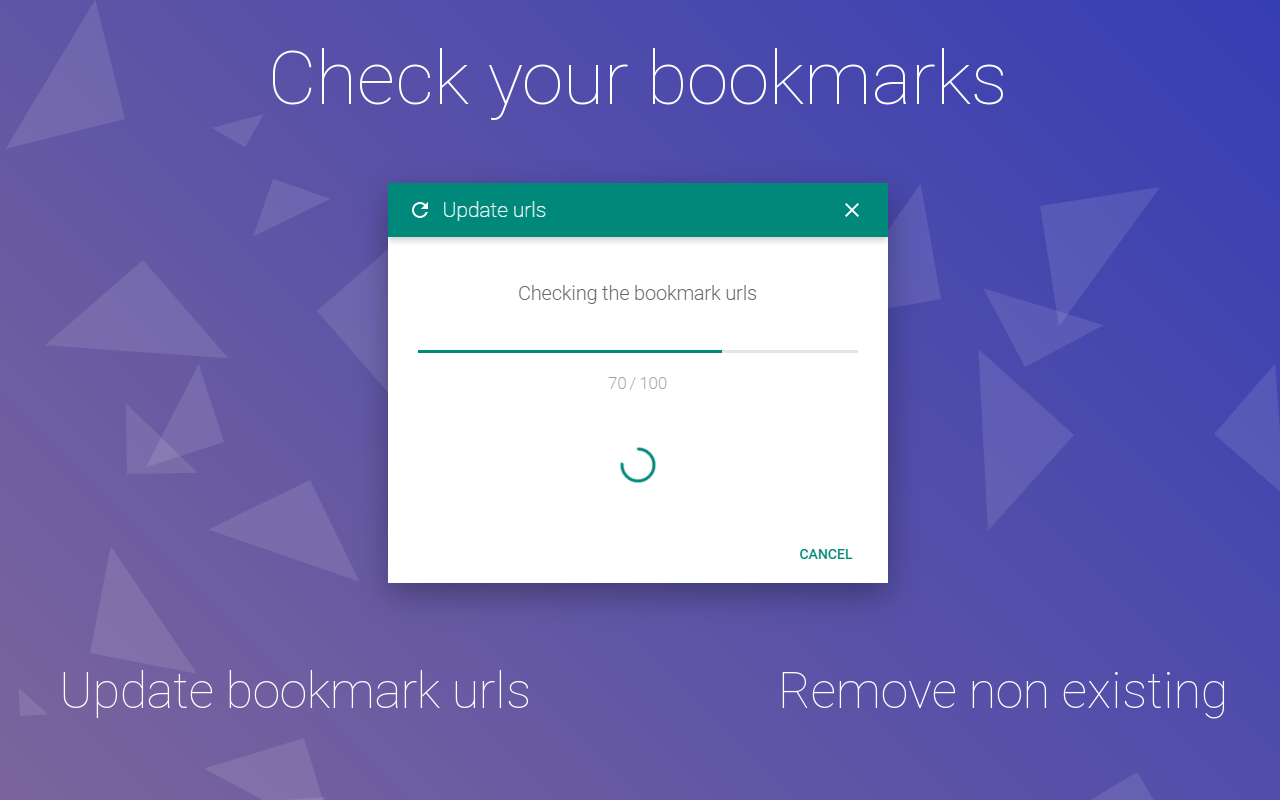 Check your bookmarks
Update urls
Checking the bookmark urls
70 / 100
CANCEL
Update bookmark urls
Remove non existing